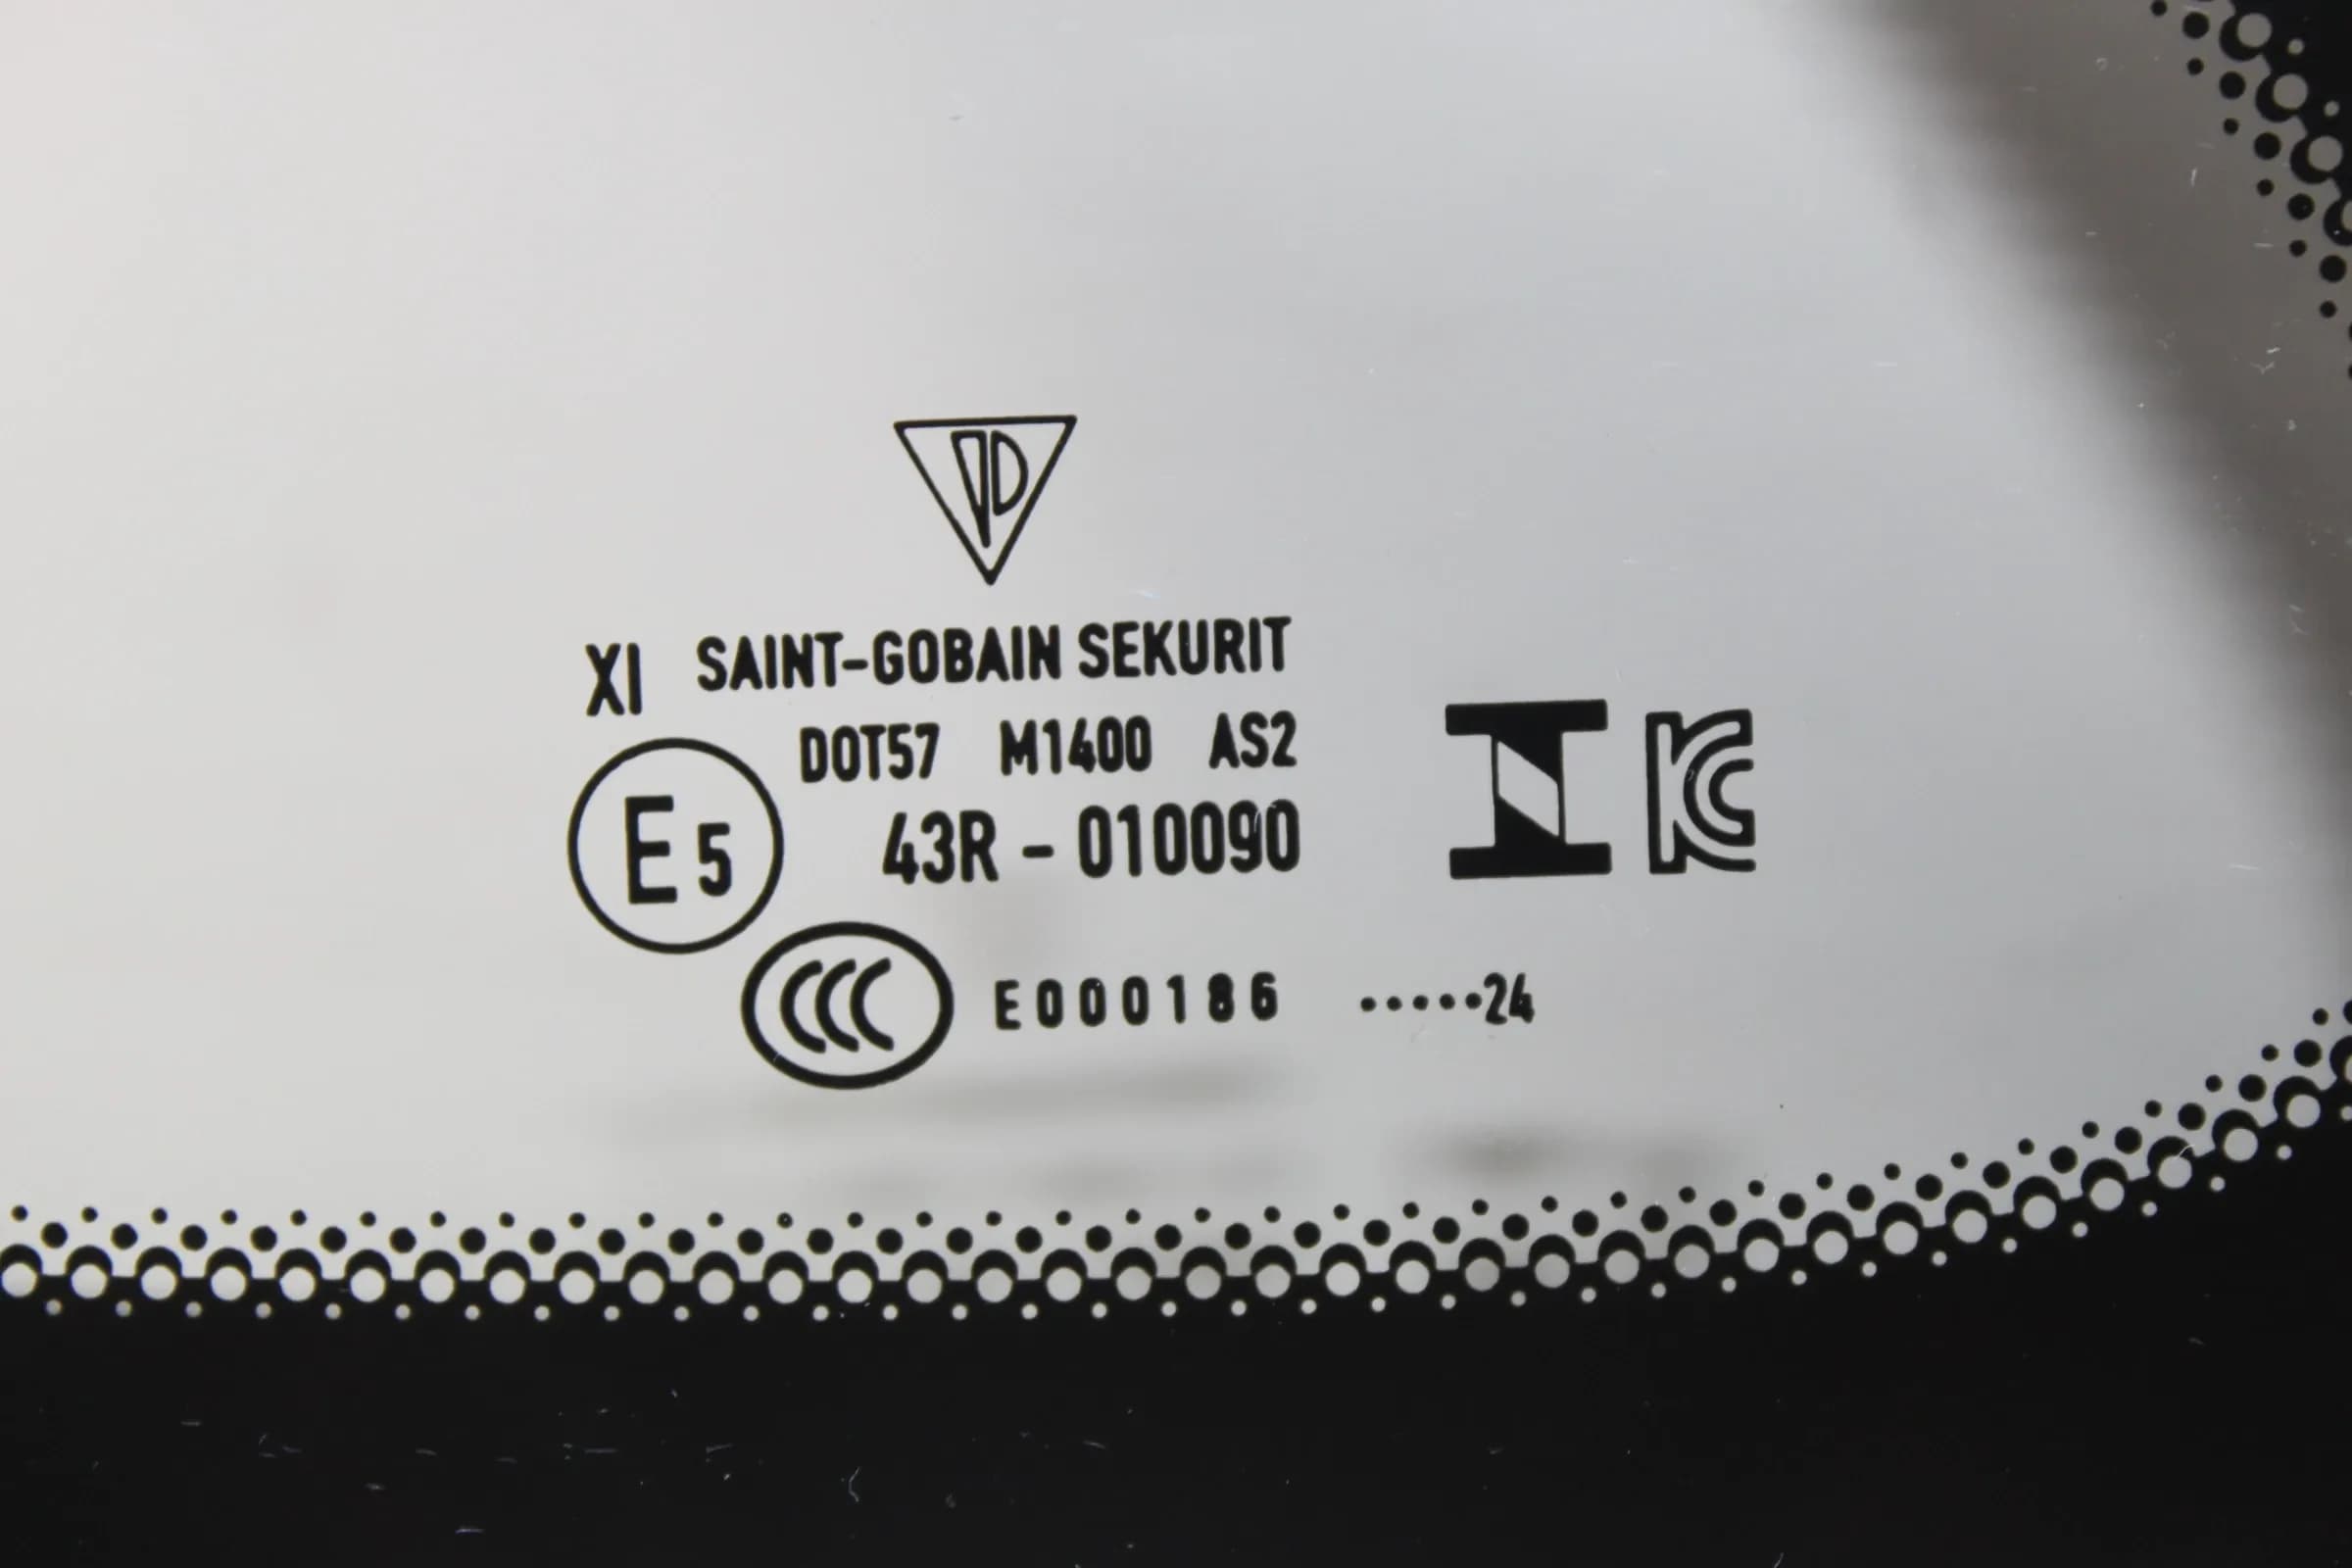 XI SAINT-GOBAIN SEKURIT
DOT57 M1400 AS2
E5 43R - 010090
CCC E000186 ·····24